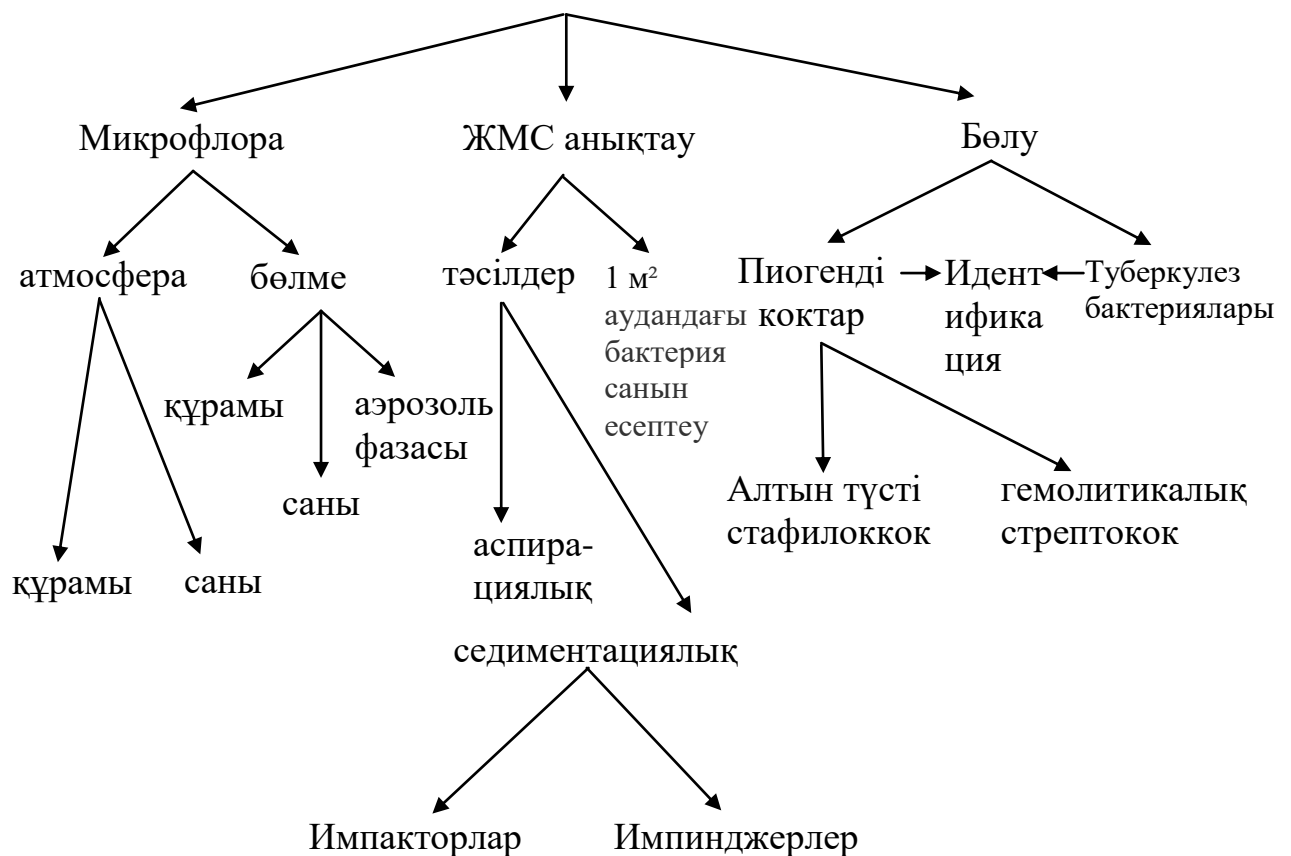 Микрофлора
ЖМС анықтау
Бөлу
атмосфера
бөлме
тәсілдер
1 м²
аудандағы
бактерия
санын
есептеу
Пиогенді
коктар
Идент
ифика
ция
Туберкулез
бактериялары
құрамы
аэрозоль
фазасы
саны
Алтын түсті
стафилоккок
гемолитикалық
стрептокок
құрамы
саны
аспира-
циялық
седиментациялық
Импакторлар
Импинджерлер